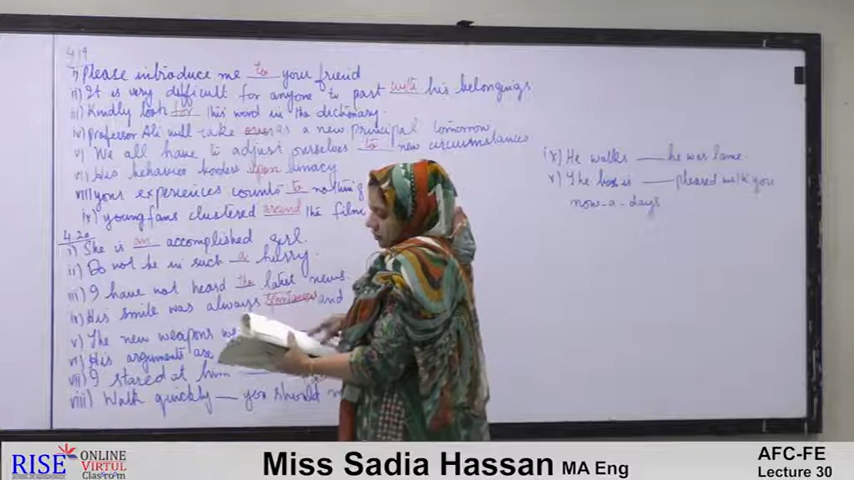 4.19
i) Please introduce me to your friend
ii) It is very difficult for anyone to part with his belongings.
iii) Kindly look for this word in the dictionary.
iv) Professor Ali will take over as a new principal tomorrow
v) We all have to adjust ourselves to new circumstances
vi) His behavior borders upon lunacy
vii) your experiences counts to nothing
ix) young fans clustered around the film
4.20
i) She is an accomplished girl.
ii) Do not be in such a hurry.
iii) I have not heard the latest news.
iv) His smile was always and
v) The new weapons we
vi) His arguments are
vii) I stared at him
viii) Walk quickly — you should
ix) He walks — he was lame.
x) The boss is — pleased with you
now-a-days
RISE ONLINE
VIRTUL
Classroom
Miss Sadia Hassan MA Eng
AFC-FE
Lecture 30